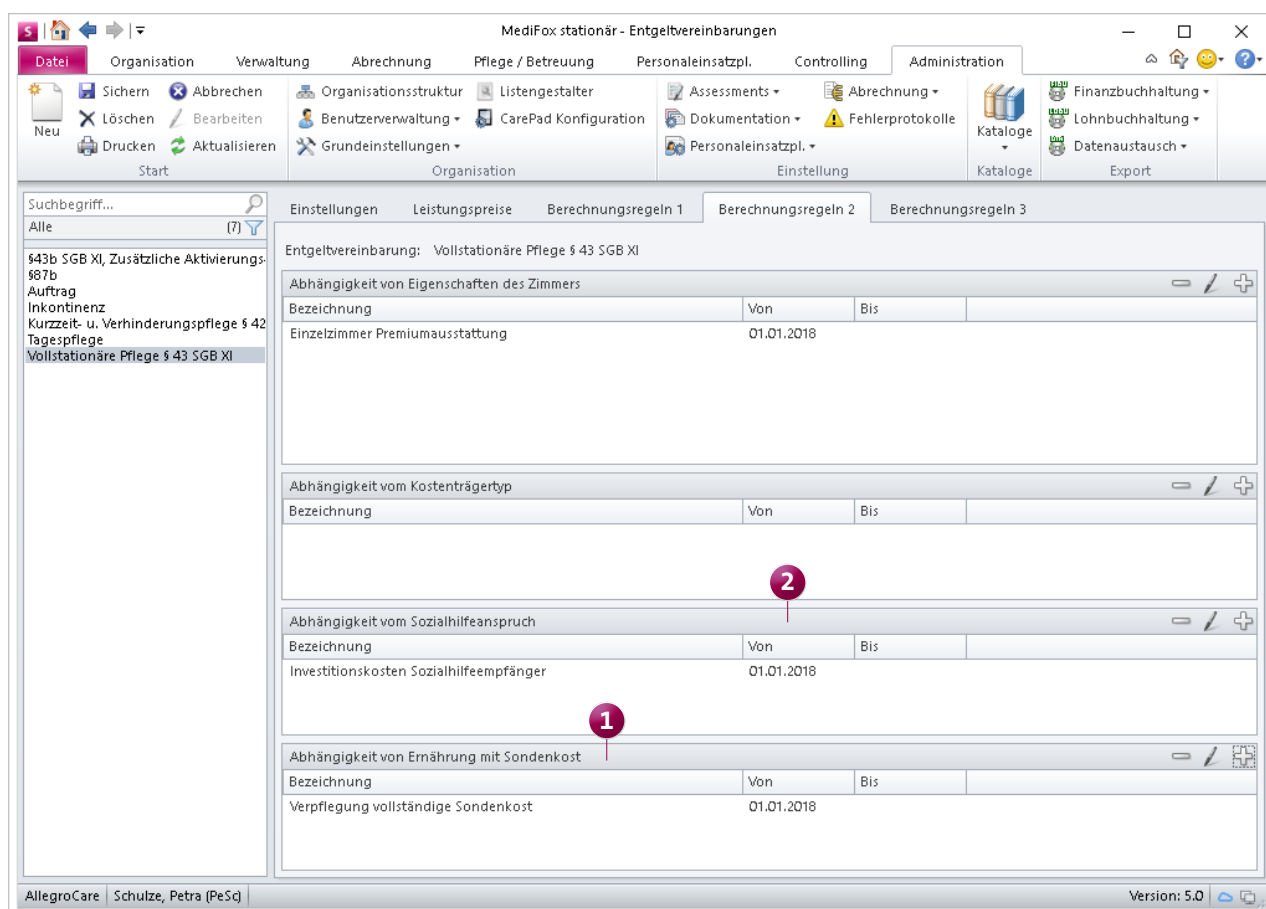 S MediFox stationär - Entgeltvereinbarungen
Datei Organisation Verwaltung Abrechnung Pflege / Betreuung Personaleinsatzpl. Controlling Administration
Neu Sichern Abbrechen Organisationsstruktur Listengestalter Assessments Abrechnung Kataloge Finanzbuchhaltung
Löschen Bearbeiten Benutzerverwaltung CarePad Konfiguration Dokumentation Fehlerprotokolle Lohnbuchhaltung
Drucken Aktualisieren Grundeinstellungen Personaleinsatzpl. Datenaustausch
Start Organisation Einstellung Kataloge Export
Suchbegriff...
Alle (7)
§43b SGB XI, Zusätzliche Aktivierungs-
§87b
Auftrag
Inkontinenz
Kurzzeit- u. Verhinderungspflege § 42
Tagespflege
Vollstationäre Pflege § 43 SGB XI
Einstellungen Leistungspreise Berechnungsregeln 1 Berechnungsregeln 2 Berechnungsregeln 3
Entgeltvereinbarung: Vollstationäre Pflege § 43 SGB XI
Abhängigkeit von Eigenschaften des Zimmers
Bezeichnung Von Bis
Einzelzimmer Premiumausstattung 01.01.2018
Abhängigkeit vom Kostenträgertyp
Bezeichnung Von Bis
2
Abhängigkeit vom Sozialhilfeanspruch
Bezeichnung Von Bis
Investitionskosten Sozialhilfeempfänger 01.01.2018
1
Abhängigkeit von Ernährung mit Sondenkost
Bezeichnung Von Bis
Verpflegung vollständige Sondenkost 01.01.2018
AllegroCare Schulze, Petra (PeSc) Version: 5.0